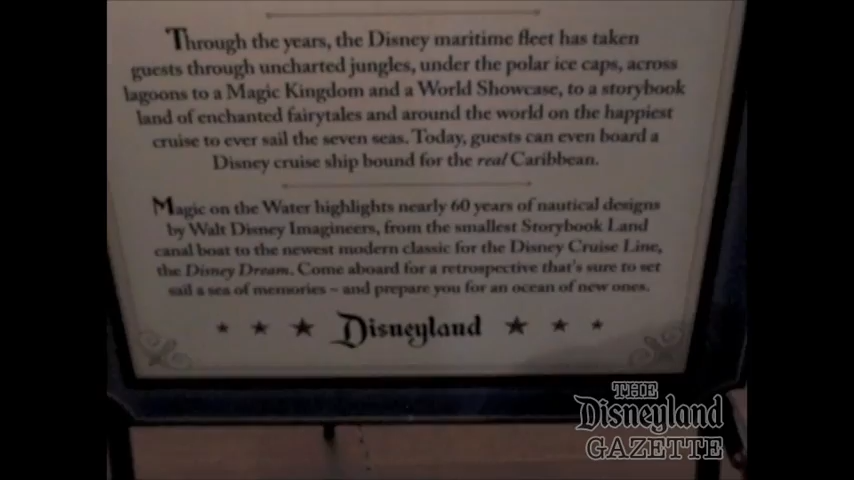 Through the years, the Disney maritime fleet has taken
guests through uncharted jungles, under the polar ice caps, across
lagoons to a Magic Kingdom and a World Showcase, to a storybook
land of enchanted fairytales and around the world on the happiest
cruise to ever sail the seven seas. Today, guests can even board a
Disney cruise ship bound for the real Caribbean.
Magic on the Water highlights nearly 60 years of nautical designs
by Walt Disney Imagineers, from the smallest Storybook Land
canal boat to the newest modern classic for the Disney Cruise Line,
the Disney Dream. Come aboard for a retrospective that's sure to set
sail a sea of memories – and prepare you for an ocean of new ones.
Disneyland
THE
Disneyland
GAZETTE